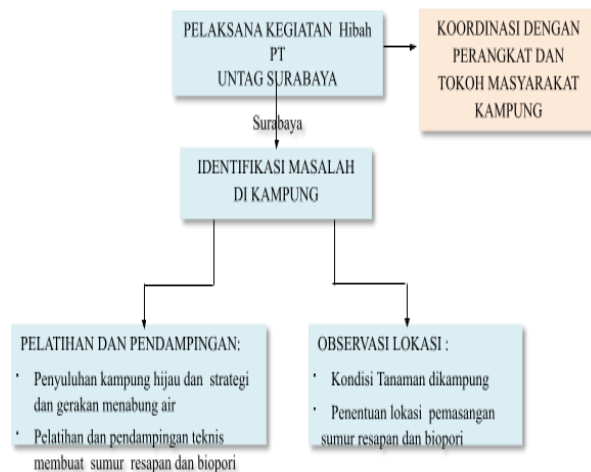 PELAKSANA KEGIATAN Hibah
PT
UNTAG SURABAYA
KOORDINASI DENGAN
PERANGKAT DAN
TOKOH MASYARAKAT
KAMPUNG
Surabaya
IDENTIFIKASI MASALAH
DI KAMPUNG
PELATIHAN DAN PENDAMPINGAN:
· Penyuluhan kampung hijau dan strategi
dan gerakan menabung air
· Pelatihan dan pendampingan teknis
membuat sumur resapan dan biopori
OBSERVASI LOKASI :
· Kondisi Tanaman dikampung
· Penentuan lokasi pemasangan
sumur resapan dan biopori